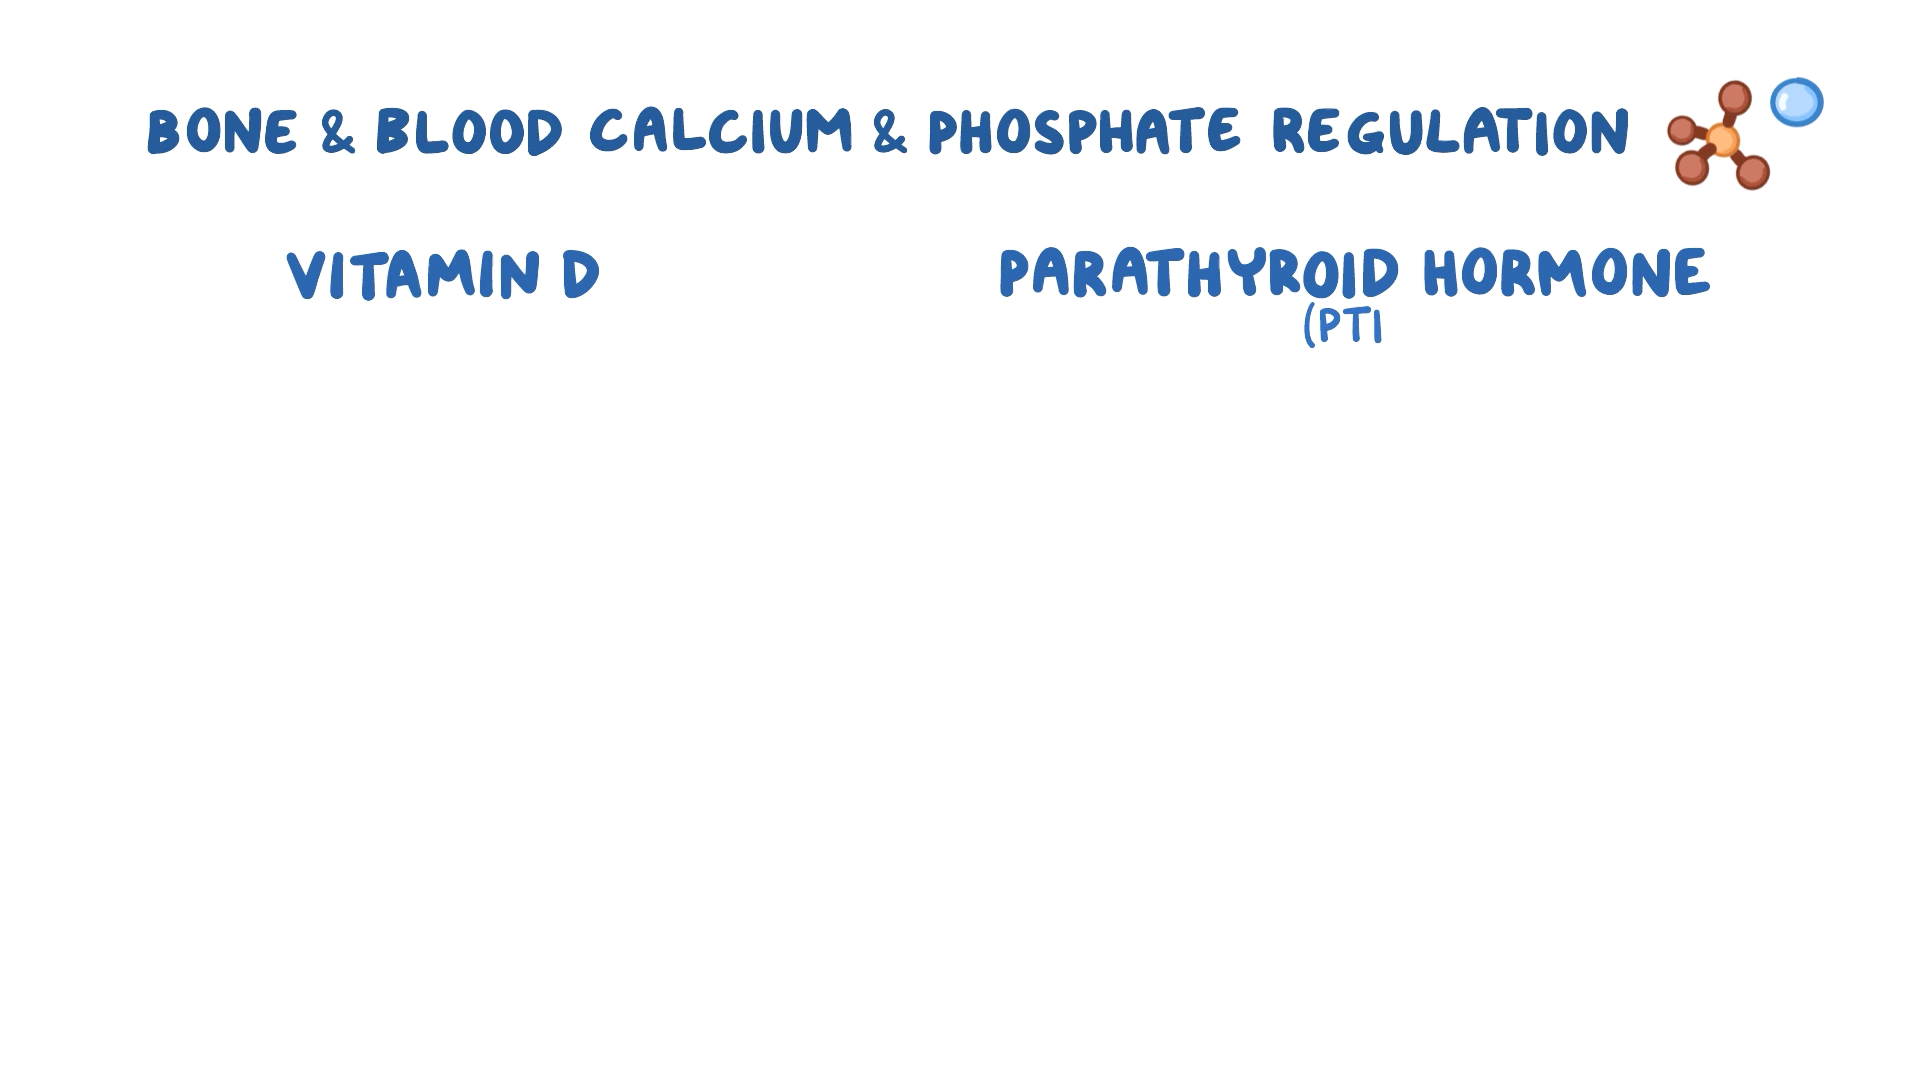 BONE & BLOOD CALCIUM & PHOSPHATE REGULATION
VITAMIN D
PARATHYROID HORMONE
(PTI